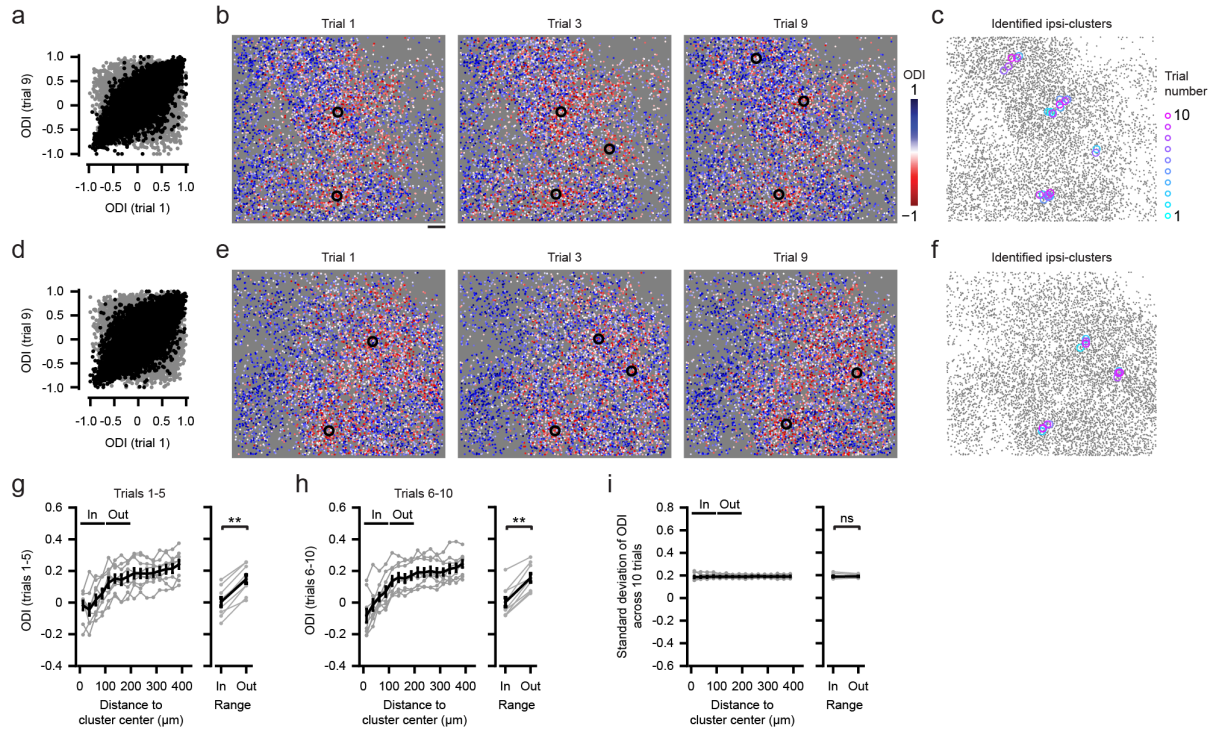 a
ODI (trial 9)
1.0
0.5
0
-0.5
-1.0
-1.0 -0.5 0 0.5 1.0
ODI (trial 1)
b
Trial 1
Trial 3
Trial 9
ODI
1
−1
c
Identified ipsi-clusters
Trial
number
10
1
d
ODI (trial 9)
1.0
0.5
0
-0.5
-1.0
-1.0 -0.5 0 0.5 1.0
ODI (trial 1)
e
Trial 1
Trial 3
Trial 9
f
Identified ipsi-clusters
g
Trials 1-5
In Out
**
ODI (trials 1-5)
0.6
0.4
0.2
0
-0.2
-0.4
0 100 200 300 400
Distance to
cluster center (µm)
In Out
Range
h
Trials 6-10
In Out
**
ODI (trials 6-10)
0.6
0.4
0.2
0
-0.2
-0.4
0 100 200 300 400
Distance to
cluster center (µm)
In Out
Range
i
In Out
ns
Standard deviation of ODI
across 10 trials
0.8
0.6
0.4
0.2
0
-0.2
-0.4
-0.6
0 100 200 300 400
Distance to
cluster center (µm)
In Out
Range